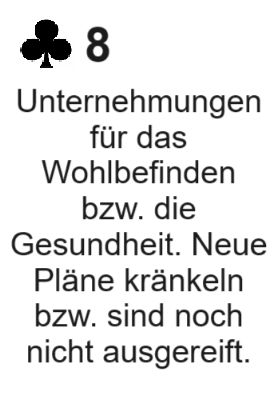 ♣ 8
Unternehmungen
für das
Wohlbefinden
bzw. die
Gesundheit. Neue
Pläne kränkeln
bzw. sind noch
nicht ausgereift.